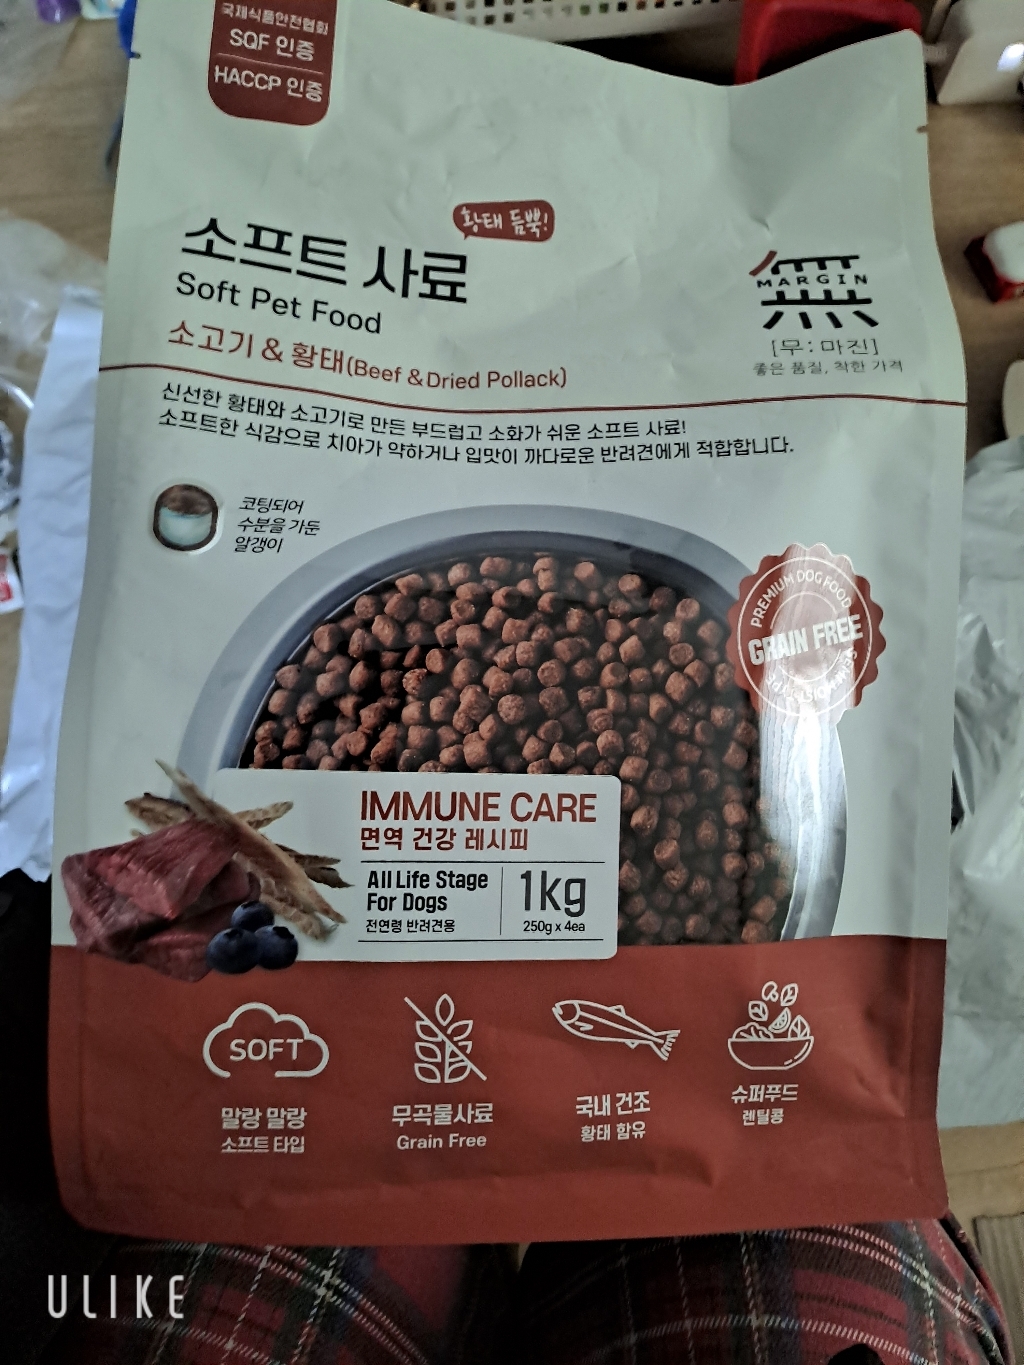 국제식품안전협회
SQF 인증
HACCP 인증
황태 듬뿍!
소프트 사료
Soft Pet Food
소고기 & 황태(Beef & Dried Pollack)
MARGIN
無
[무:마진]
좋은 품질, 착한 가격
신선한 황태와 소고기로 만든 부드럽고 소화가 쉬운 소프트 사료!
소프트한 식감으로 치아가 약하거나 입맛이 까다로운 반려견에게 적합합니다.
코팅되어
수분을 가둔
알갱이
PREMIUM DOG FOOD
GRAIN FREE
IMMUNE CARE
면역 건강 레시피
All Life Stage
For Dogs
전연령 반려견용
1kg
250g x 4ea
SOFT
말랑 말랑
소프트 타입
무곡물사료
Grain Free
국내 건조
황태 함유
슈퍼푸드
렌틸콩
ULIKE